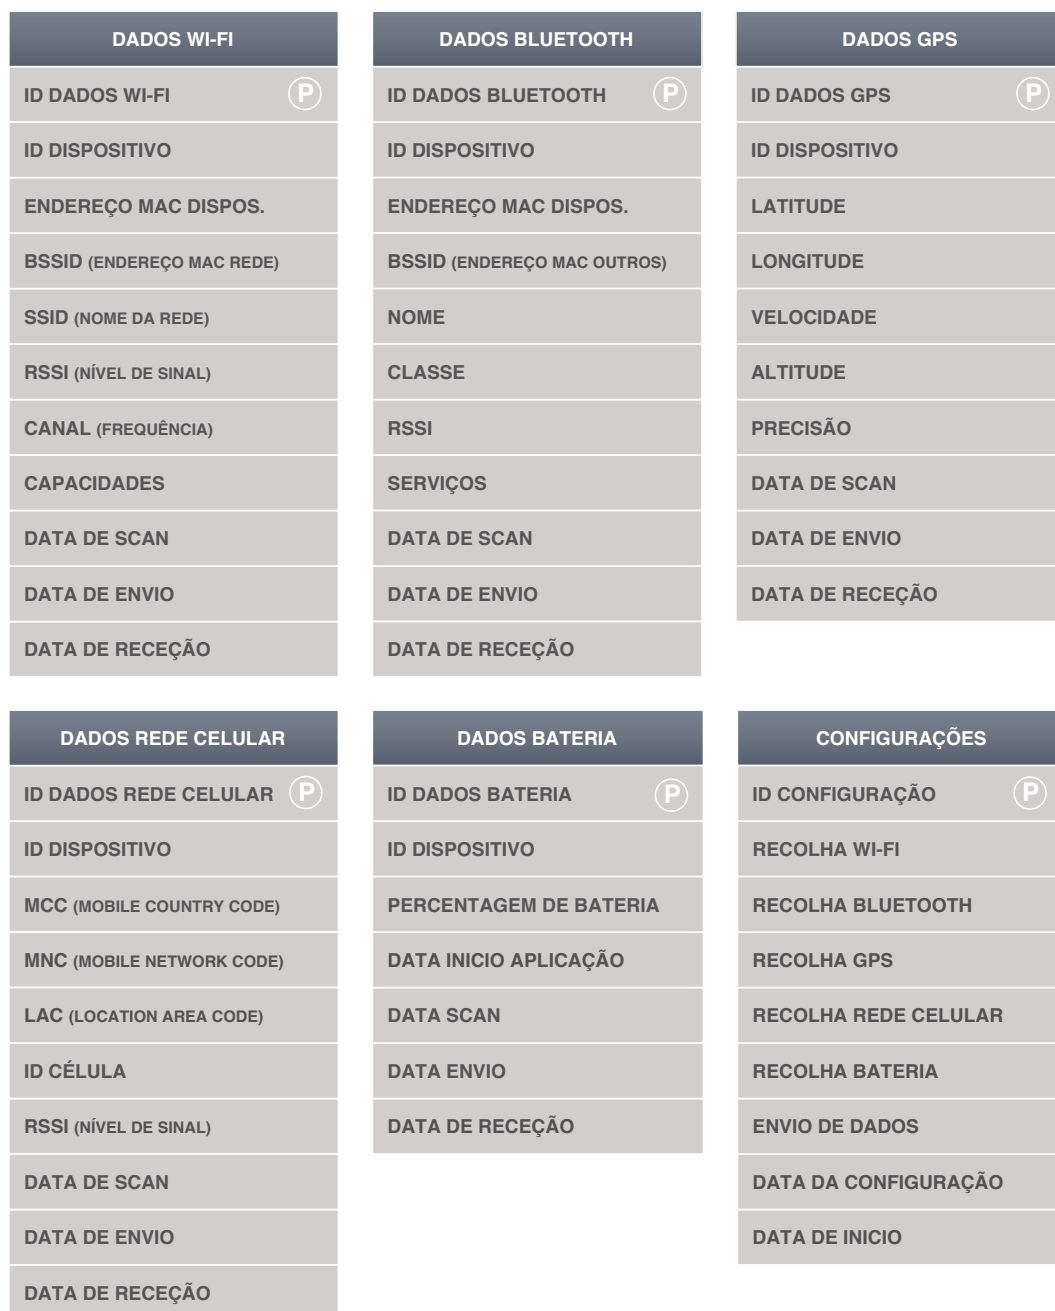 DADOS WI-FI
ID DADOS WI-FI P
ID DISPOSITIVO
ENDEREÇO MAC DISPOS.
BSSID (ENDEREÇO MAC REDE)
SSID (NOME DA REDE)
RSSI (NÍVEL DE SINAL)
CANAL (FREQUÊNCIA)
CAPACIDADES
DATA DE SCAN
DATA DE ENVIO
DATA DE RECEÇÃO
DADOS BLUETOOTH
ID DADOS BLUETOOTH P
ID DISPOSITIVO
ENDEREÇO MAC DISPOS.
BSSID (ENDEREÇO MAC OUTROS)
NOME
CLASSE
RSSI
SERVIÇOS
DATA DE SCAN
DATA DE ENVIO
DATA DE RECEÇÃO
DADOS GPS
ID DADOS GPS P
ID DISPOSITIVO
LATITUDE
LONGITUDE
VELOCIDADE
ALTITUDE
PRECISÃO
DATA DE SCAN
DATA DE ENVIO
DATA DE RECEÇÃO
DADOS REDE CELULAR
ID DADOS REDE CELULAR P
ID DISPOSITIVO
MCC (MOBILE COUNTRY CODE)
MNC (MOBILE NETWORK CODE)
LAC (LOCATION AREA CODE)
ID CÉLULA
RSSI (NÍVEL DE SINAL)
DATA DE SCAN
DATA DE ENVIO
DATA DE RECEÇÃO
DADOS BATERIA
ID DADOS BATERIA P
ID DISPOSITIVO
PERCENTAGEM DE BATERIA
DATA INICIO APLICAÇÃO
DATA SCAN
DATA ENVIO
DATA DE RECEÇÃO
CONFIGURAÇÕES
ID CONFIGURAÇÃO P
RECOLHA WI-FI
RECOLHA BLUETOOTH
RECOLHA GPS
RECOLHA REDE CELULAR
RECOLHA BATERIA
ENVIO DE DADOS
DATA DA CONFIGURAÇÃO
DATA DE INICIO